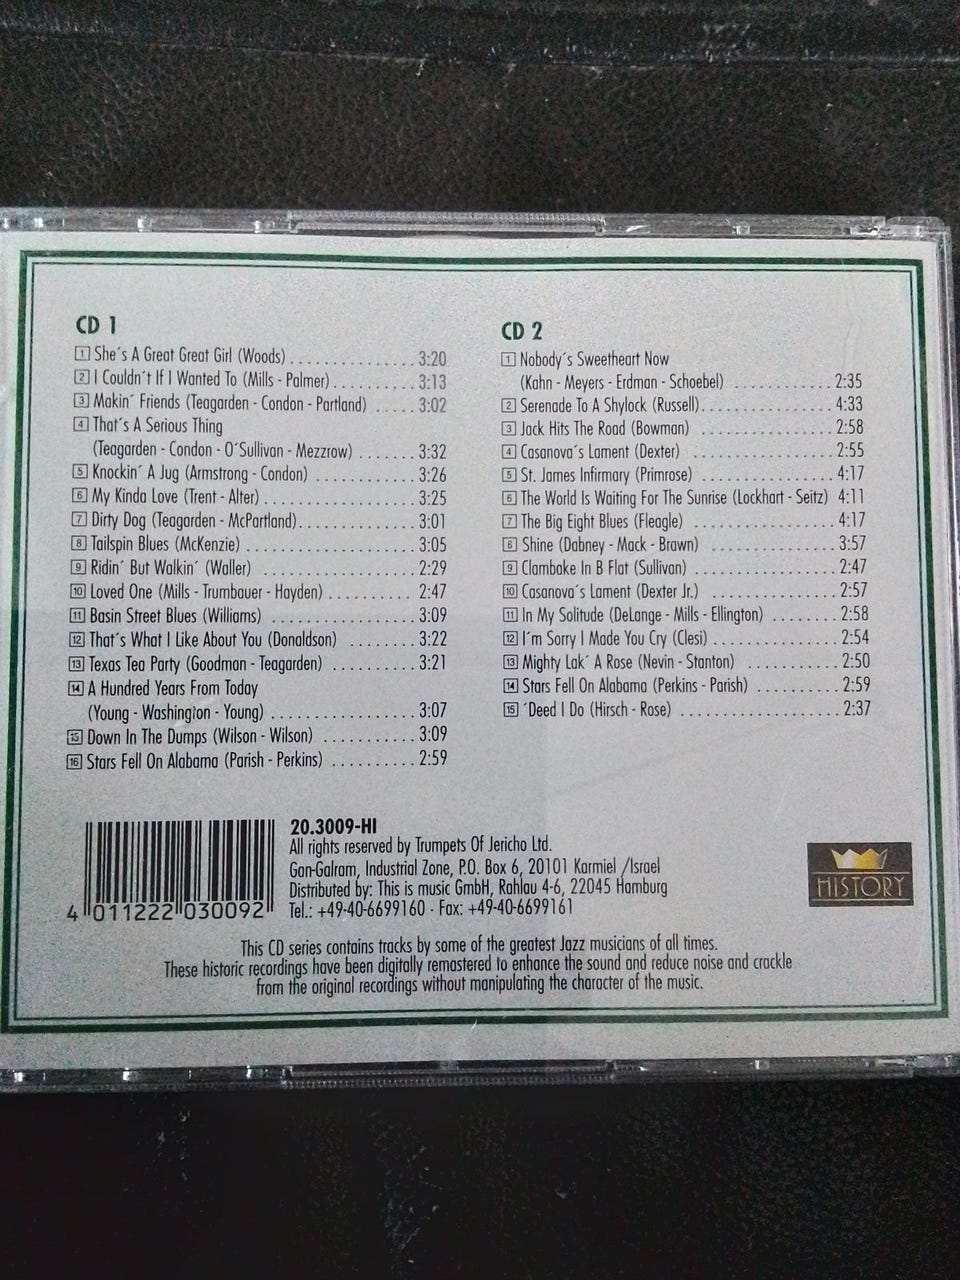 CD 1
1 She´s A Great Great Girl (Woods) . . . . . . . . . . . . 3:20
2 I Couldn´t If I Wanted To (Mills - Palmer) . . . . . . . . 3:13
3 Makin´ Friends (Teagarden - Condon - Partland) . . . . . 3:02
4 That´s A Serious Thing
(Teagarden - Condon - O´Sullivan - Mezzrow) . . . . . . . 3:32
5 Knockin´ A Jug (Armstrong - Condon) . . . . . . . . . . . 3:26
6 My Kinda Love (Trent - Alter) . . . . . . . . . . . . . . . 3:25
7 Dirty Dog (Teagarden - McPartland) . . . . . . . . . . . . 3:01
8 Tailspin Blues (McKenzie) . . . . . . . . . . . . . . . . . 3:05
9 Ridin´ But Walkin´ (Waller) . . . . . . . . . . . . . . . . 2:29
10 Loved One (Mills - Trumbauer - Hayden) . . . . . . . . . 2:47
11 Basin Street Blues (Williams) . . . . . . . . . . . . . . . 3:09
12 That´s What I Like About You (Donaldson) . . . . . . . . 3:22
13 Texas Tea Party (Goodman - Teagarden) . . . . . . . . . 3:21
14 A Hundred Years From Today
(Young - Washington - Young) . . . . . . . . . . . . . . . 3:07
15 Down In The Dumps (Wilson - Wilson) . . . . . . . . . . 3:09
16 Stars Fell On Alabama (Parish - Perkins) . . . . . . . . . 2:59
CD 2
1 Nobody´s Sweetheart Now
(Kahn - Meyers - Erdman - Schoebel) . . . . . . . . . . . 2:35
2 Serenade To A Shylock (Russell) . . . . . . . . . . . . . . 4:33
3 Jack Hits The Road (Bowman) . . . . . . . . . . . . . . . 2:58
4 Casanova´s Lament (Dexter) . . . . . . . . . . . . . . . . 2:55
5 St. James Infirmary (Primrose) . . . . . . . . . . . . . . . 4:17
6 The World Is Waiting For The Sunrise (Lockhart - Seitz) 4:11
7 The Big Eight Blues (Fleagle) . . . . . . . . . . . . . . . 4:17
8 Shine (Dabney - Mack - Brawn) . . . . . . . . . . . . . . 3:57
9 Clambake In B Flat (Sullivan) . . . . . . . . . . . . . . . 2:47
10 Casanova´s Lament (Dexter Jr.) . . . . . . . . . . . . . . 2:57
11 In My Solitude (DeLange - Mills - Ellington) . . . . . . . 2:58
12 I´m Sorry I Made You Cry (Clesi) . . . . . . . . . . . . . 2:54
13 Mighty Lak´ A Rose (Nevin - Stanton) . . . . . . . . . . 2:50
14 Stars Fell On Alabama (Perkins - Parish) . . . . . . . . . 2:59
15 ´Deed I Do (Hirsch - Rose) . . . . . . . . . . . . . . . . 2:37
4 011222 030092
20.3009-HI
All rights reserved by Trumpets Of Jericho Ltd.
Gan-Galram, Industrial Zone, P.O. Box 6, 20101 Karmiel /Israel
Distributed by: This is music GmbH, Rahlau 4-6, 22045 Hamburg
Tel.: +49-40-6699160 · Fax: +49-40-6699161
HISTORY
This CD series contains tracks by some of the greatest Jazz musicians of all times.
These historic recordings have been digitally remastered to enhance the sound and reduce noise and crackle
from the original recordings without manipulating the character of the music.